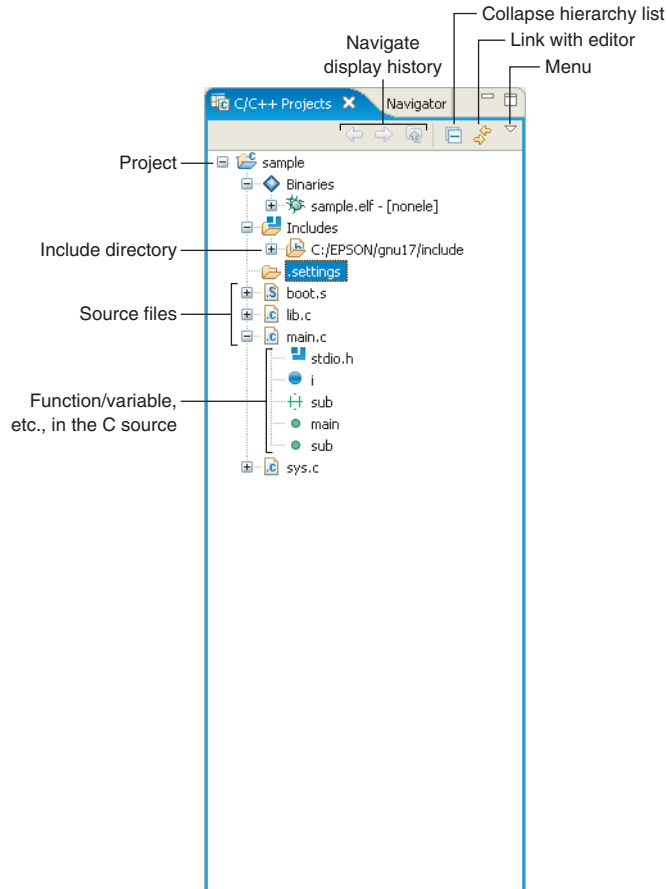 Collapse hierarchy list
Link with editor
Menu
Navigate
display history
C/C++ Projects
Navigator
Project
sample
Binaries
sample.elf - [nonele]
Includes
Include directory
C:/EPSON/gnu17/include
.settings
boot.s
Source files
lib.c
main.c
stdio.h
i
Function/variable,
etc., in the C source
sub
main
sub
sys.c